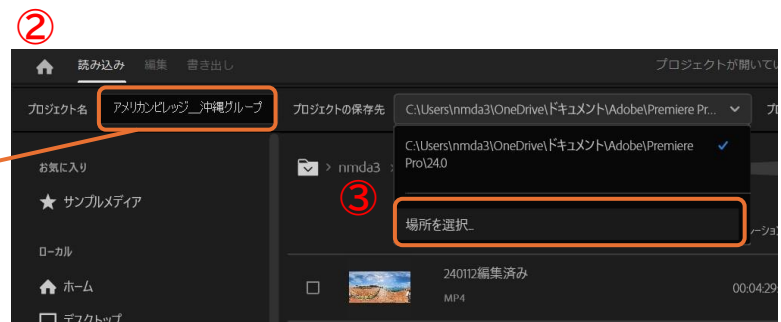 ②
読み込み 編集 書き出し プロジェクトが開いてい
プロジェクト名 アメリカンビレッジ__沖縄グループ プロジェクトの保存先 C:\Users\nmda3\OneDrive\ドキュメント\Adobe\Premiere Pr... プ
C:\Users\nmda3\OneDrive\ドキュメント\Adobe\Premiere
Pro\24.0
お気に入り
nmda3
サンプルメディア
③
場所を選択...
ーション
ローカル
240112編集済み
ホーム
MP4
00:04:29
デスクトップ